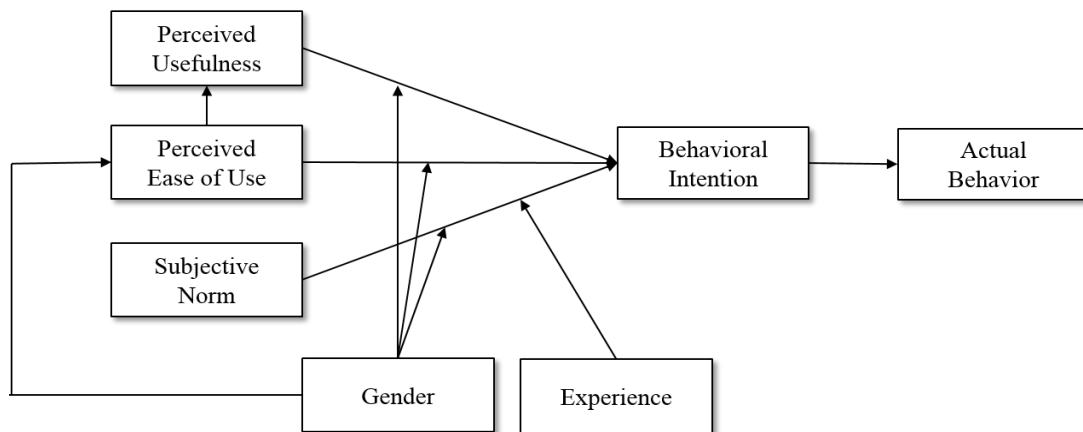 Perceived
Usefulness
Perceived
Ease of Use
Behavioral
Intention
Actual
Behavior
Subjective
Norm
Gender
Experience